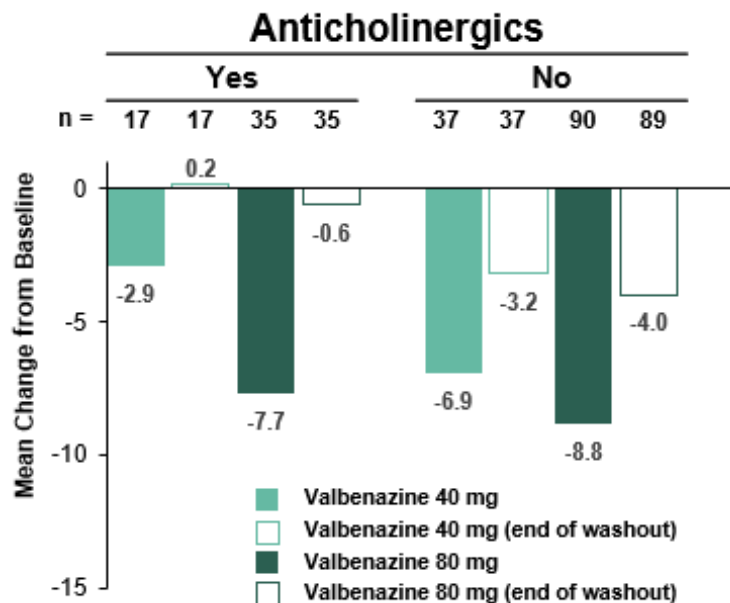 Anticholinergics
Yes No
n = 17 17 35 35 37 37 90 89
0.2
0
-0.6
-2.9
-3.2
-4.0
-5
-6.9
-7.7
-8.8
-10
-15
Mean Change from Baseline
Valbenazine 40 mg
Valbenazine 40 mg (end of washout)
Valbenazine 80 mg
Valbenazine 80 mg (end of washout)